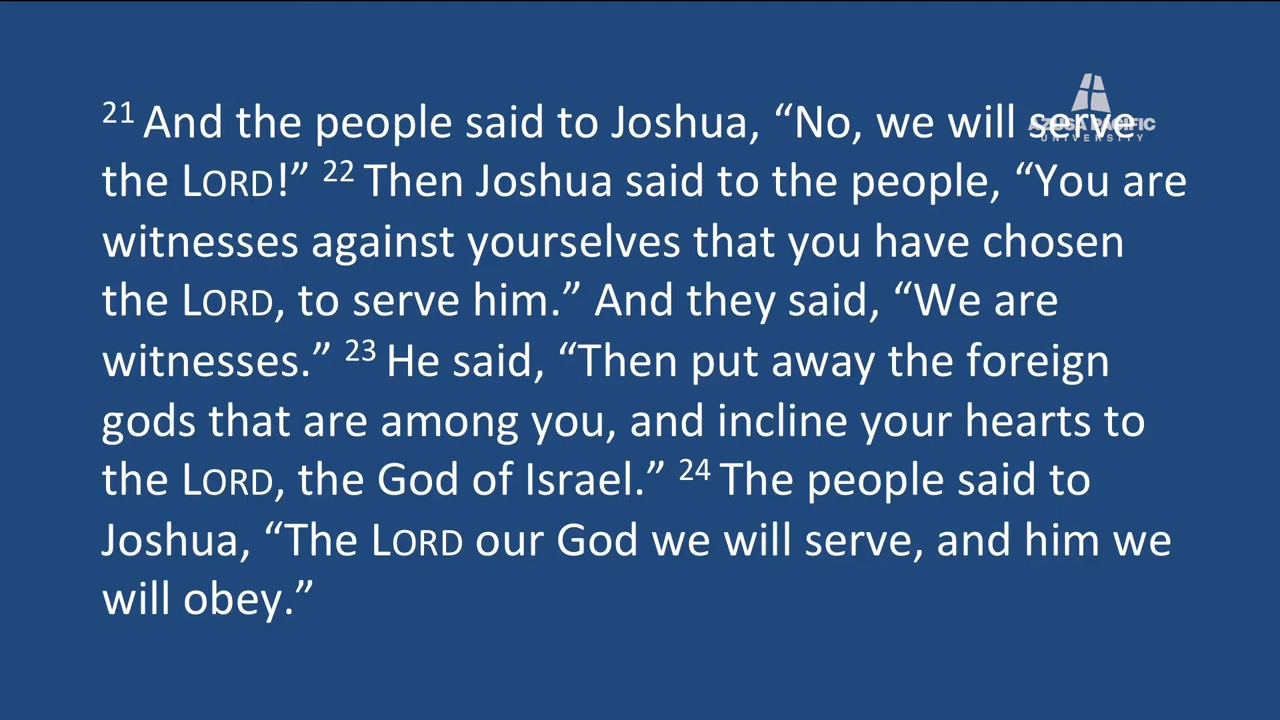 21 And the people said to Joshua, “No, we will serve
the LORD!” 22 Then Joshua said to the people, “You are
witnesses against yourselves that you have chosen
the LORD, to serve him.” And they said, “We are
witnesses.” 23 He said, “Then put away the foreign
gods that are among you, and incline your hearts to
the LORD, the God of Israel.” 24 The people said to
Joshua, “The LORD our God we will serve, and him we
will obey.”
AZUSA PACIFIC
UNIVERSITY